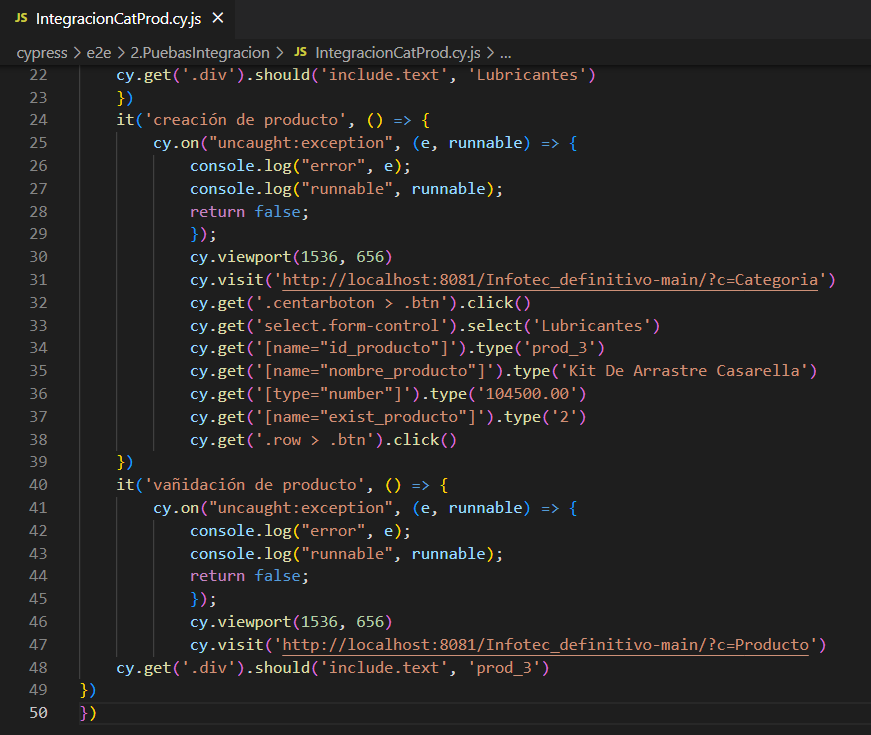 JS IntegracionCatProd.cy.js ×
cypress > e2e > 2.PuebasIntegracion > JS IntegracionCatProd.cy.js > ...
22 cy.get('.div').should('include.text', 'Lubricantes')
23 })
24 it('creación de producto', () => {
25 cy.on("uncaught:exception", (e, runnable) => {
26 console.log("error", e);
27 console.log("runnable", runnable);
28 return false;
29 });
30 cy.viewport(1536, 656)
31 cy.visit('http://localhost:8081/Infotec_definitivo-main/?c=Categoria')
32 cy.get('.centarboton > .btn').click()
33 cy.get('select.form-control').select('Lubricantes')
34 cy.get('[name="id_producto"]').type('prod_3')
35 cy.get('[name="nombre_producto"]').type('Kit De Arrastre Casarella')
36 cy.get('[type="number"]').type('104500.00')
37 cy.get('[name="exist_producto"]').type('2')
38 cy.get('.row > .btn').click()
39 })
40 it('vañidación de producto', () => {
41 cy.on("uncaught:exception", (e, runnable) => {
42 console.log("error", e);
43 console.log("runnable", runnable);
44 return false;
45 });
46 cy.viewport(1536, 656)
47 cy.visit('http://localhost:8081/Infotec_definitivo-main/?c=Producto')
48 cy.get('.div').should('include.text', 'prod_3')
49 })
50 })